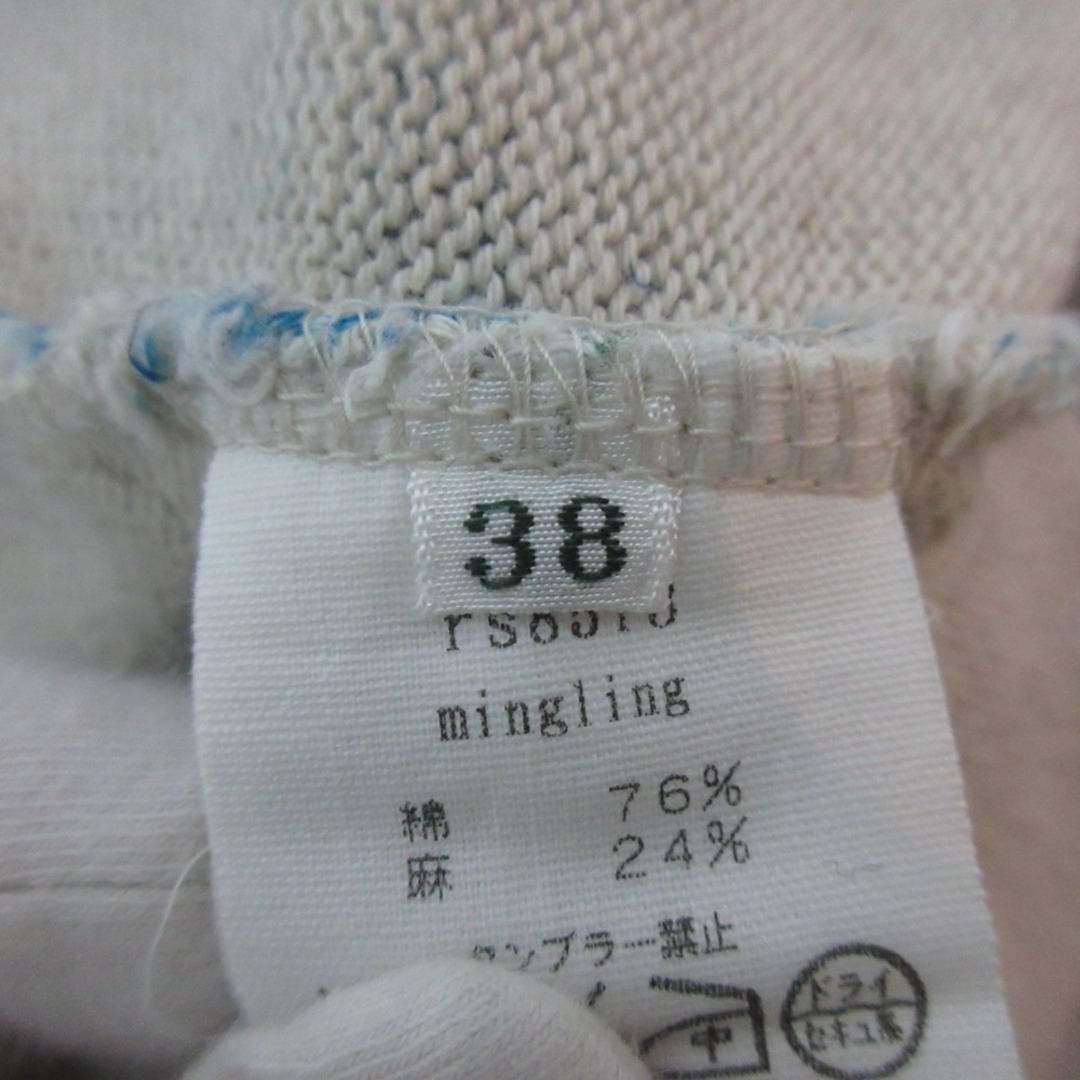 38
mingling
綿 76%
麻 24%
タンブラー禁止
中
ドライ
セキユ系